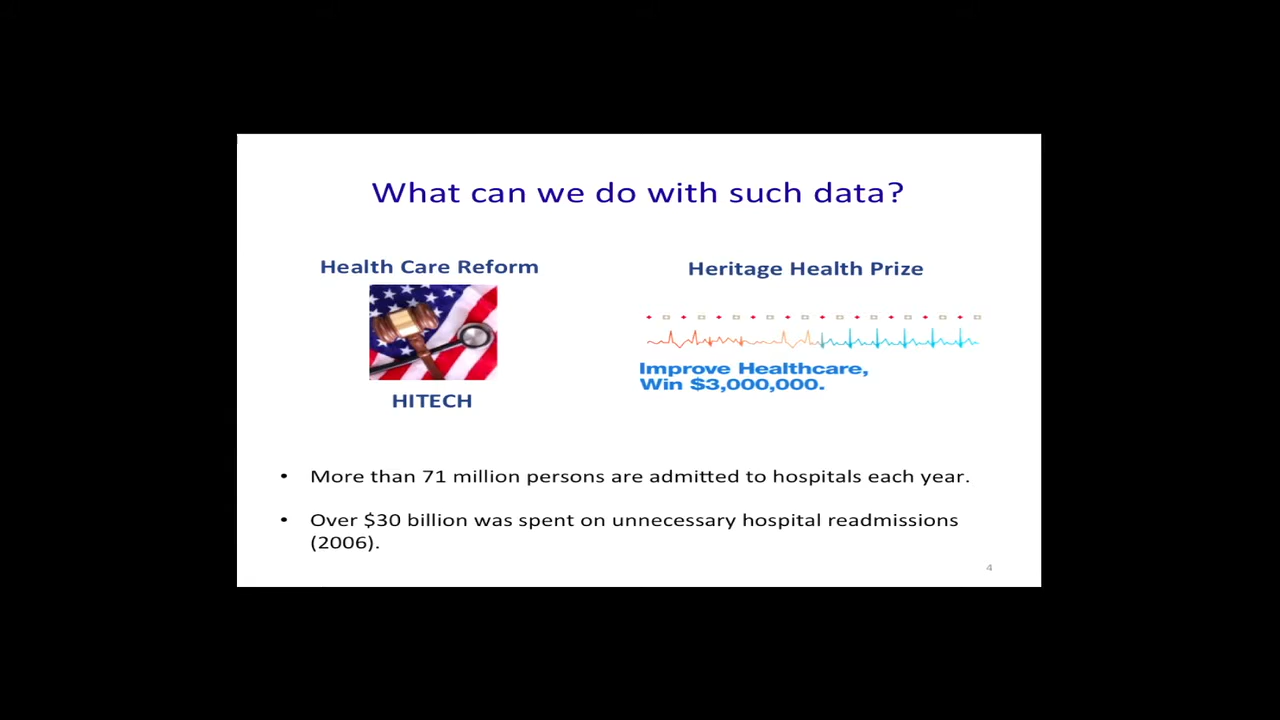 What can we do with such data?
Health Care Reform
HITECH
Heritage Health Prize
Improve Healthcare,
Win $3,000,000.
• More than 71 million persons are admitted to hospitals each year.
• Over $30 billion was spent on unnecessary hospital readmissions
(2006).
4